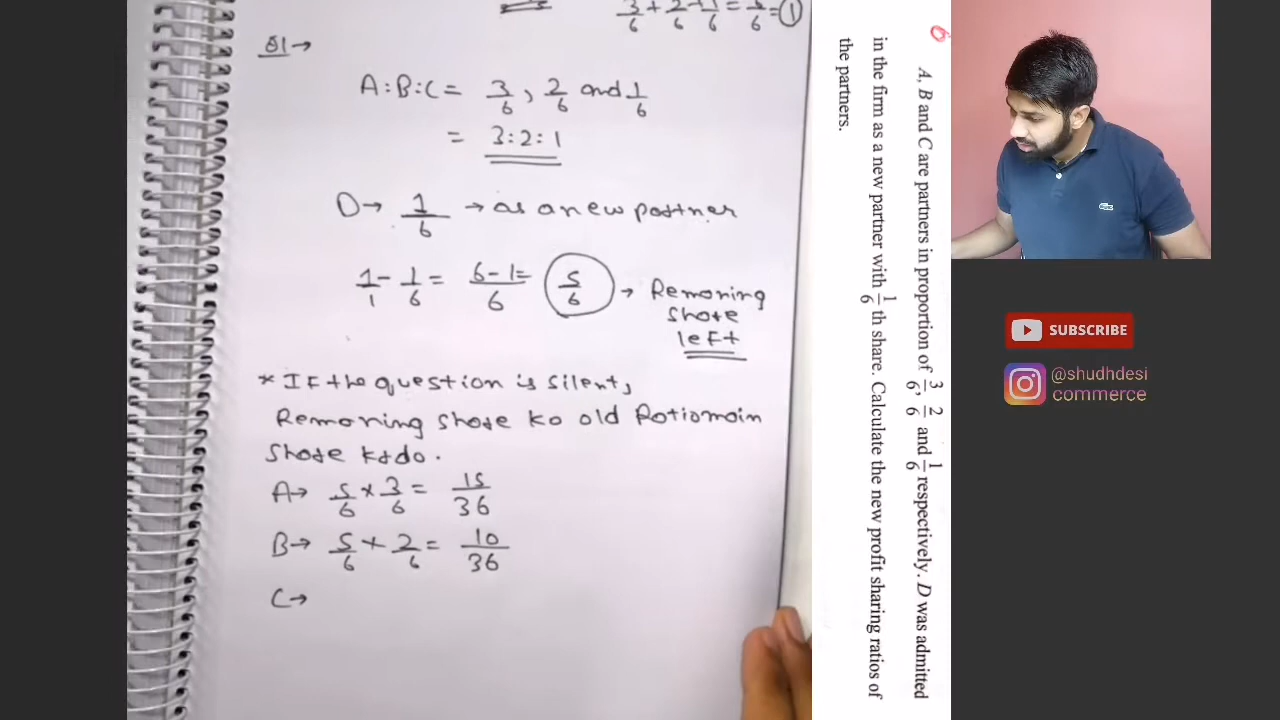 3/6 + 2/6 + 1/6 = 6/6 = 1
Q1→
A:B:C = 3/6, 2/6 and 1/6
= 3:2:1
D→ 1/6 → as a new partner
1/1 - 1/6 = 6-1/6 = 5/6 → Remaning
Share
left
* IF the question is silent,
Remaning share ko old Ratiomain
Share kardo.
A→ 5/6 × 3/6 = 15/36
B→ 5/6 + 2/6 = 10/36
C→
A, B and C are partners in proportion of 3/6, 2/6 and 1/6 respectively. D was admitted
in the firm as a new partner with 1/6 th share. Calculate the new profit sharing ratios of
the partners.
SUBSCRIBE
@shudhdesi
commerce